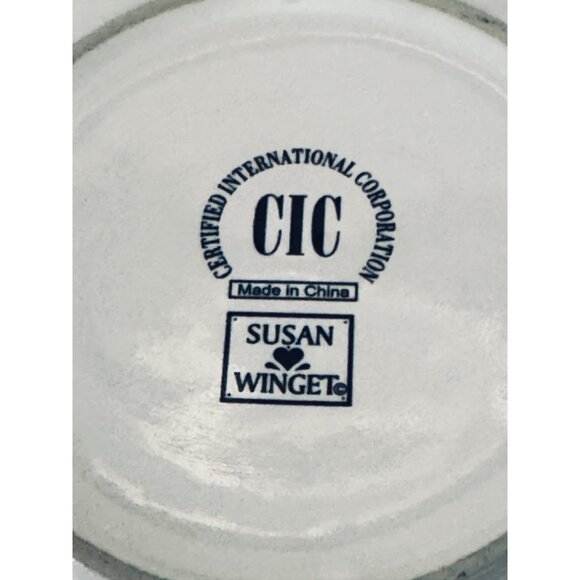 CERTIFIED INTERNATIONAL CORPORATION
CIC
Made in China
SUSAN
WINGET©